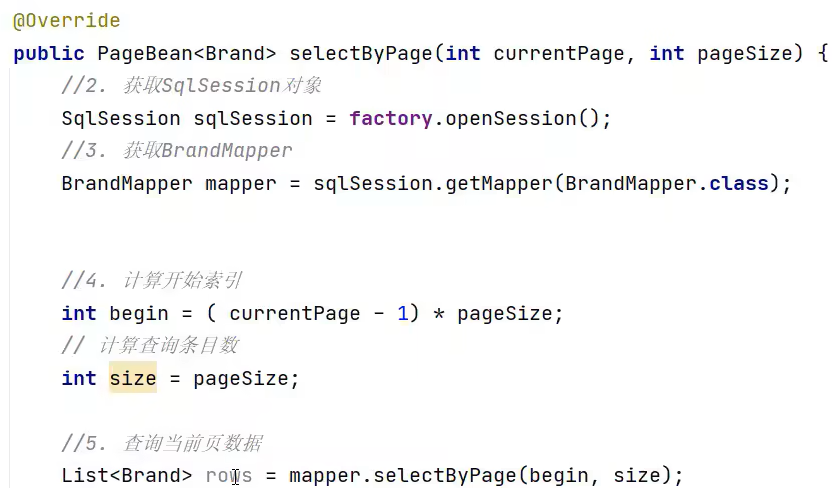 @Override
public PageBean<Brand> selectByPage(int currentPage, int pageSize) {
//2. 获取SqlSession对象
SqlSession sqlSession = factory.openSession();
//3. 获取BrandMapper
BrandMapper mapper = sqlSession.getMapper(BrandMapper.class);
//4. 计算开始索引
int begin = ( currentPage - 1) * pageSize;
// 计算查询条目数
int size = pageSize;
//5. 查询当前页数据
List<Brand> rows = mapper.selectByPage(begin, size);